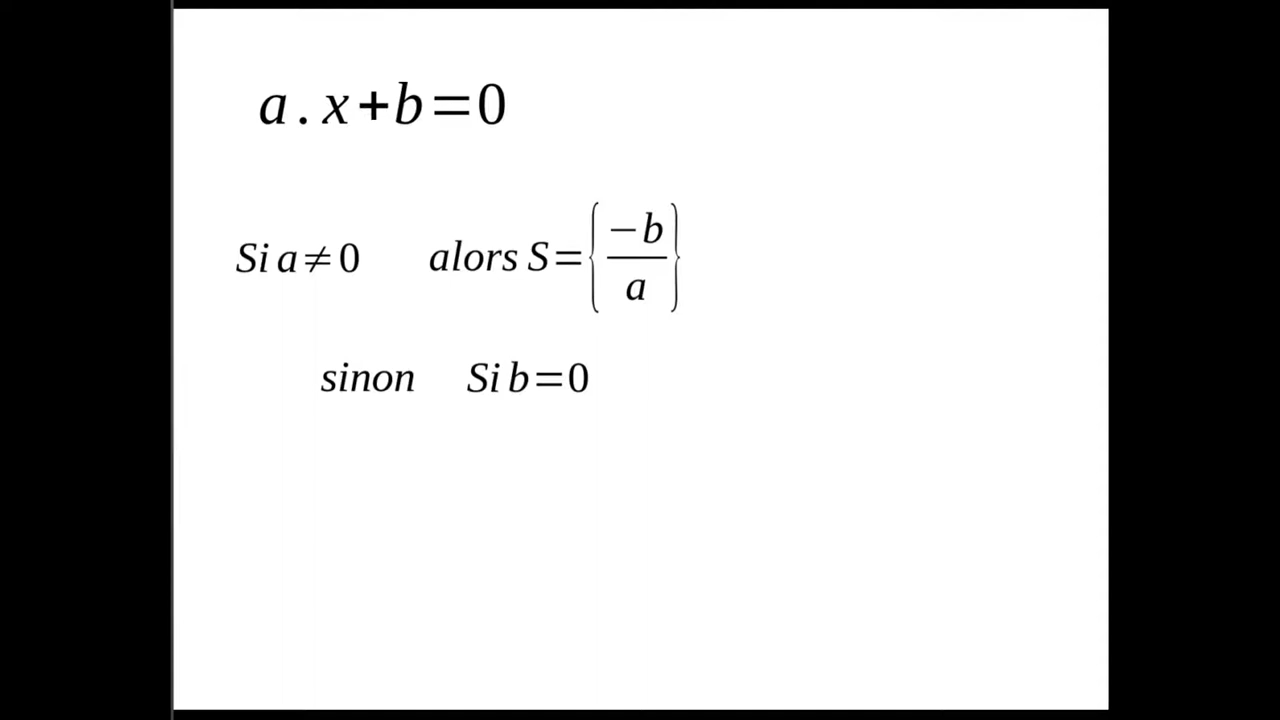 a . x + b = 0
Si a ≠ 0 alors S = { −b / a }
sinon Si b = 0